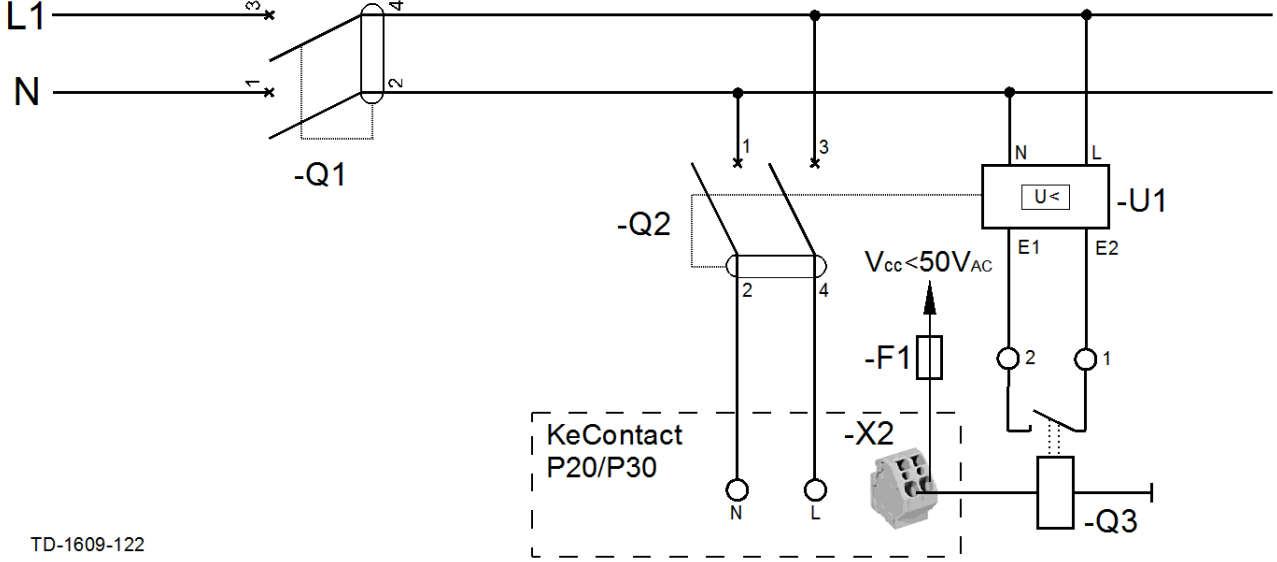 L1
3
4
N
1
2
-Q1
1
3
N
L
U<
-U1
-Q2
E1
E2
2
4
Vcc<50VAC
-F1
2
1
KeContact
P20/P30
-X2
N
L
-Q3
TD-1609-122